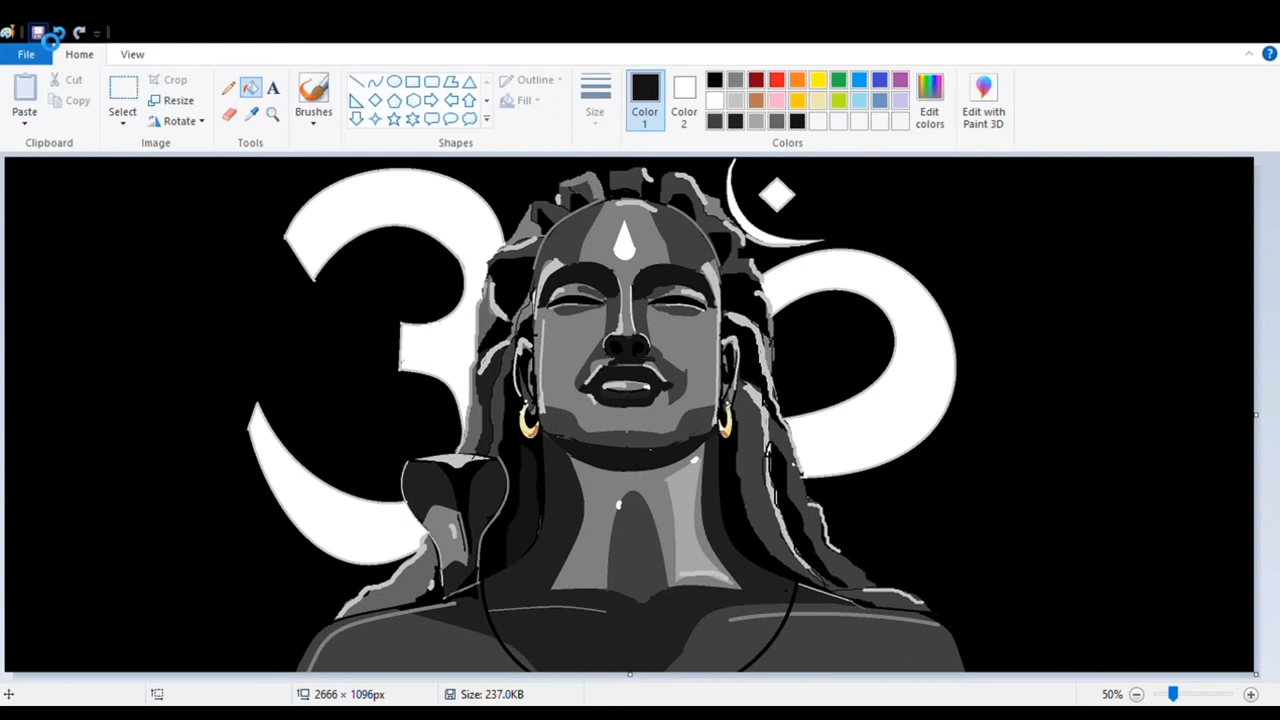 File Home View
Paste Cut Copy
Clipboard
Select Crop Resize Rotate
Image
A
Tools
Brushes
Outline Fill
Shapes
Size
Color 1 Color 2
Edit colors
Colors
Edit with Paint 3D
ॐ
2666 × 1096px Size: 237.0KB 50%